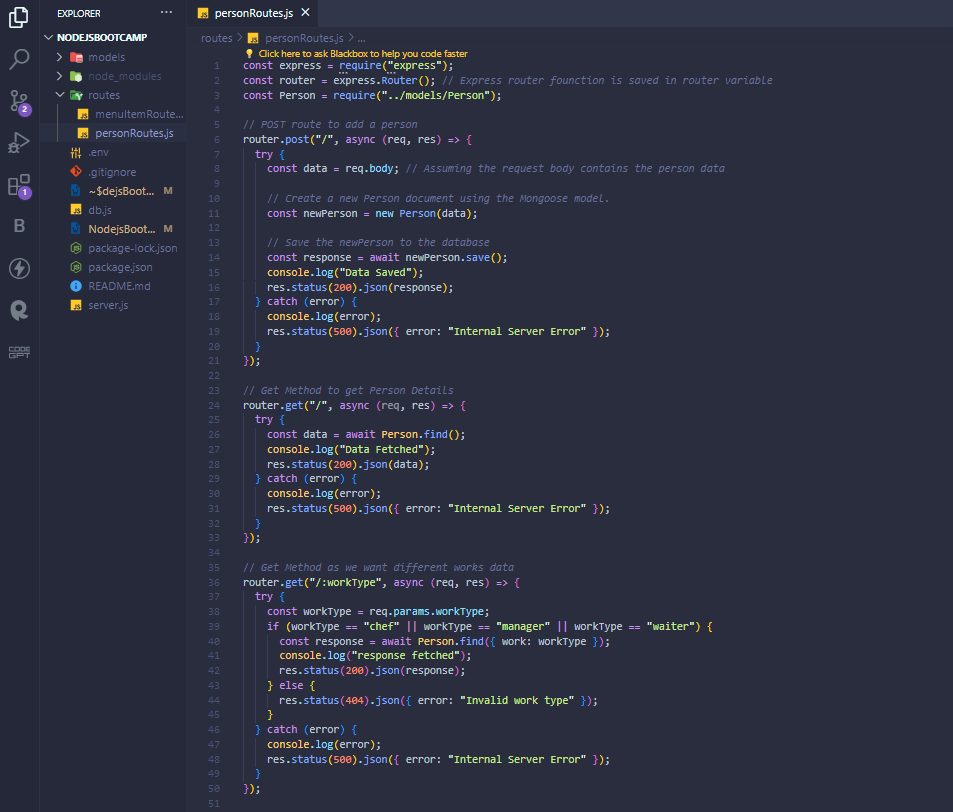 EXPLORER
NODEJSBOOTCAMP
models
node_modules
routes
menuItemRoute...
personRoutes.js
.env
.gitignore
~$dejsBoot... M
db.js
NodejsBoot... M
package-lock.json
package.json
README.md
server.js
2
1
B
CODE
GPT
personRoutes.js
routes > personRoutes.js > ...
Click here to ask Blackbox to help you code faster
1 const express = require("express");
2 const router = express.Router(); // Express router founction is saved in router variable
3 const Person = require("../models/Person");
4
5 // POST route to add a person
6 router.post("/", async (req, res) => {
7 try {
8 const data = req.body; // Assuming the request body contains the person data
9
10 // Create a new Person document using the Mongoose model.
11 const newPerson = new Person(data);
12
13 // Save the newPerson to the database
14 const response = await newPerson.save();
15 console.log("Data Saved");
16 res.status(200).json(response);
17 } catch (error) {
18 console.log(error);
19 res.status(500).json({ error: "Internal Server Error" });
20 }
21 });
22
23 // Get Method to get Person Details
24 router.get("/", async (req, res) => {
25 try {
26 const data = await Person.find();
27 console.log("Data Fetched");
28 res.status(200).json(data);
29 } catch (error) {
30 console.log(error);
31 res.status(500).json({ error: "Internal Server Error" });
32 }
33 });
34
35 // Get Method as we want different works data
36 router.get("/:workType", async (req, res) => {
37 try {
38 const workType = req.params.workType;
39 if (workType == "chef" || workType == "manager" || workType == "waiter") {
40 const response = await Person.find({ work: workType });
41 console.log("response fetched");
42 res.status(200).json(response);
43 } else {
44 res.status(404).json({ error: "Invalid work type" });
45 }
46 } catch (error) {
47 console.log(error);
48 res.status(500).json({ error: "Internal Server Error" });
49 }
50 });
51